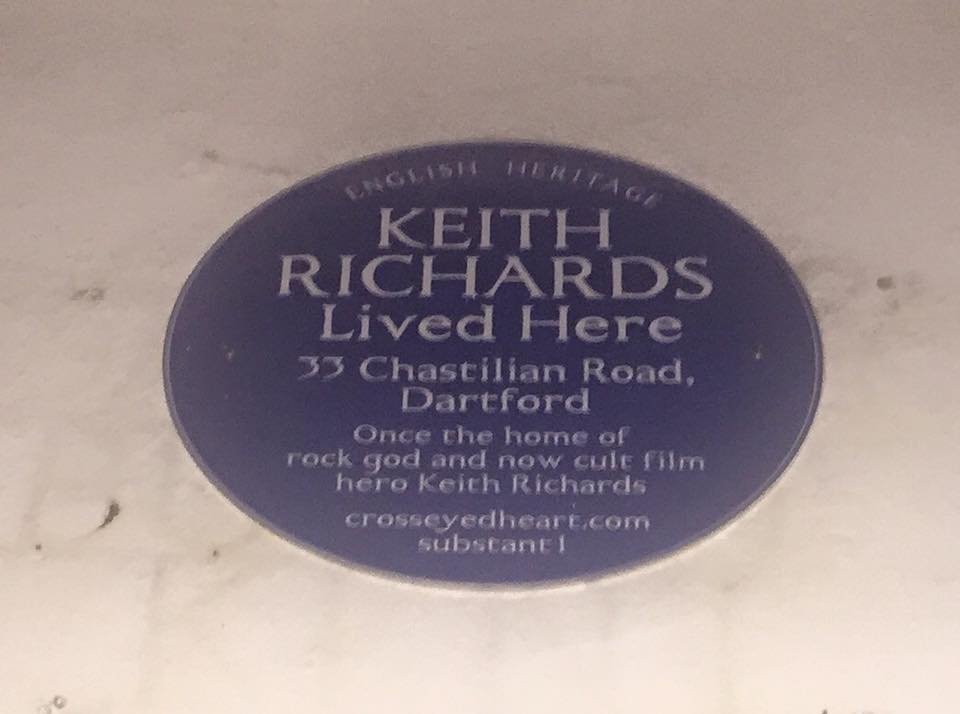 ENGLISH HERITAGE
KEITH
RICHARDS
Lived Here
33 Chastilian Road,
Dartford
Once the home of
rock god and now cult film
hero Keith Richards
crosseyedheart.com
substant1